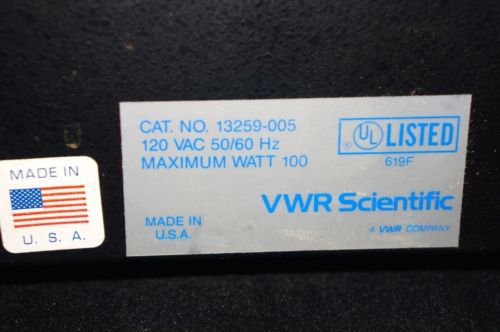 CAT. NO. 13259-005
120 VAC 50/60 Hz
MAXIMUM WATT 100
UL LISTED
®
619F
VWR Scientific
MADE IN
U.S.A.
A VWR COMPANY
MADE IN
U. S. A.